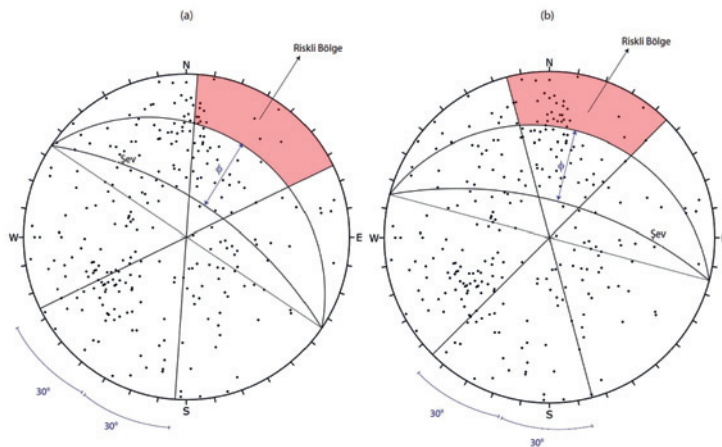 (a)
Riskli Bölge
N
Şev
ϕ
W
E
S
30°
30°
(b)
Riskli Bölge
N
ϕ
Şev
W
E
S
30°
30°